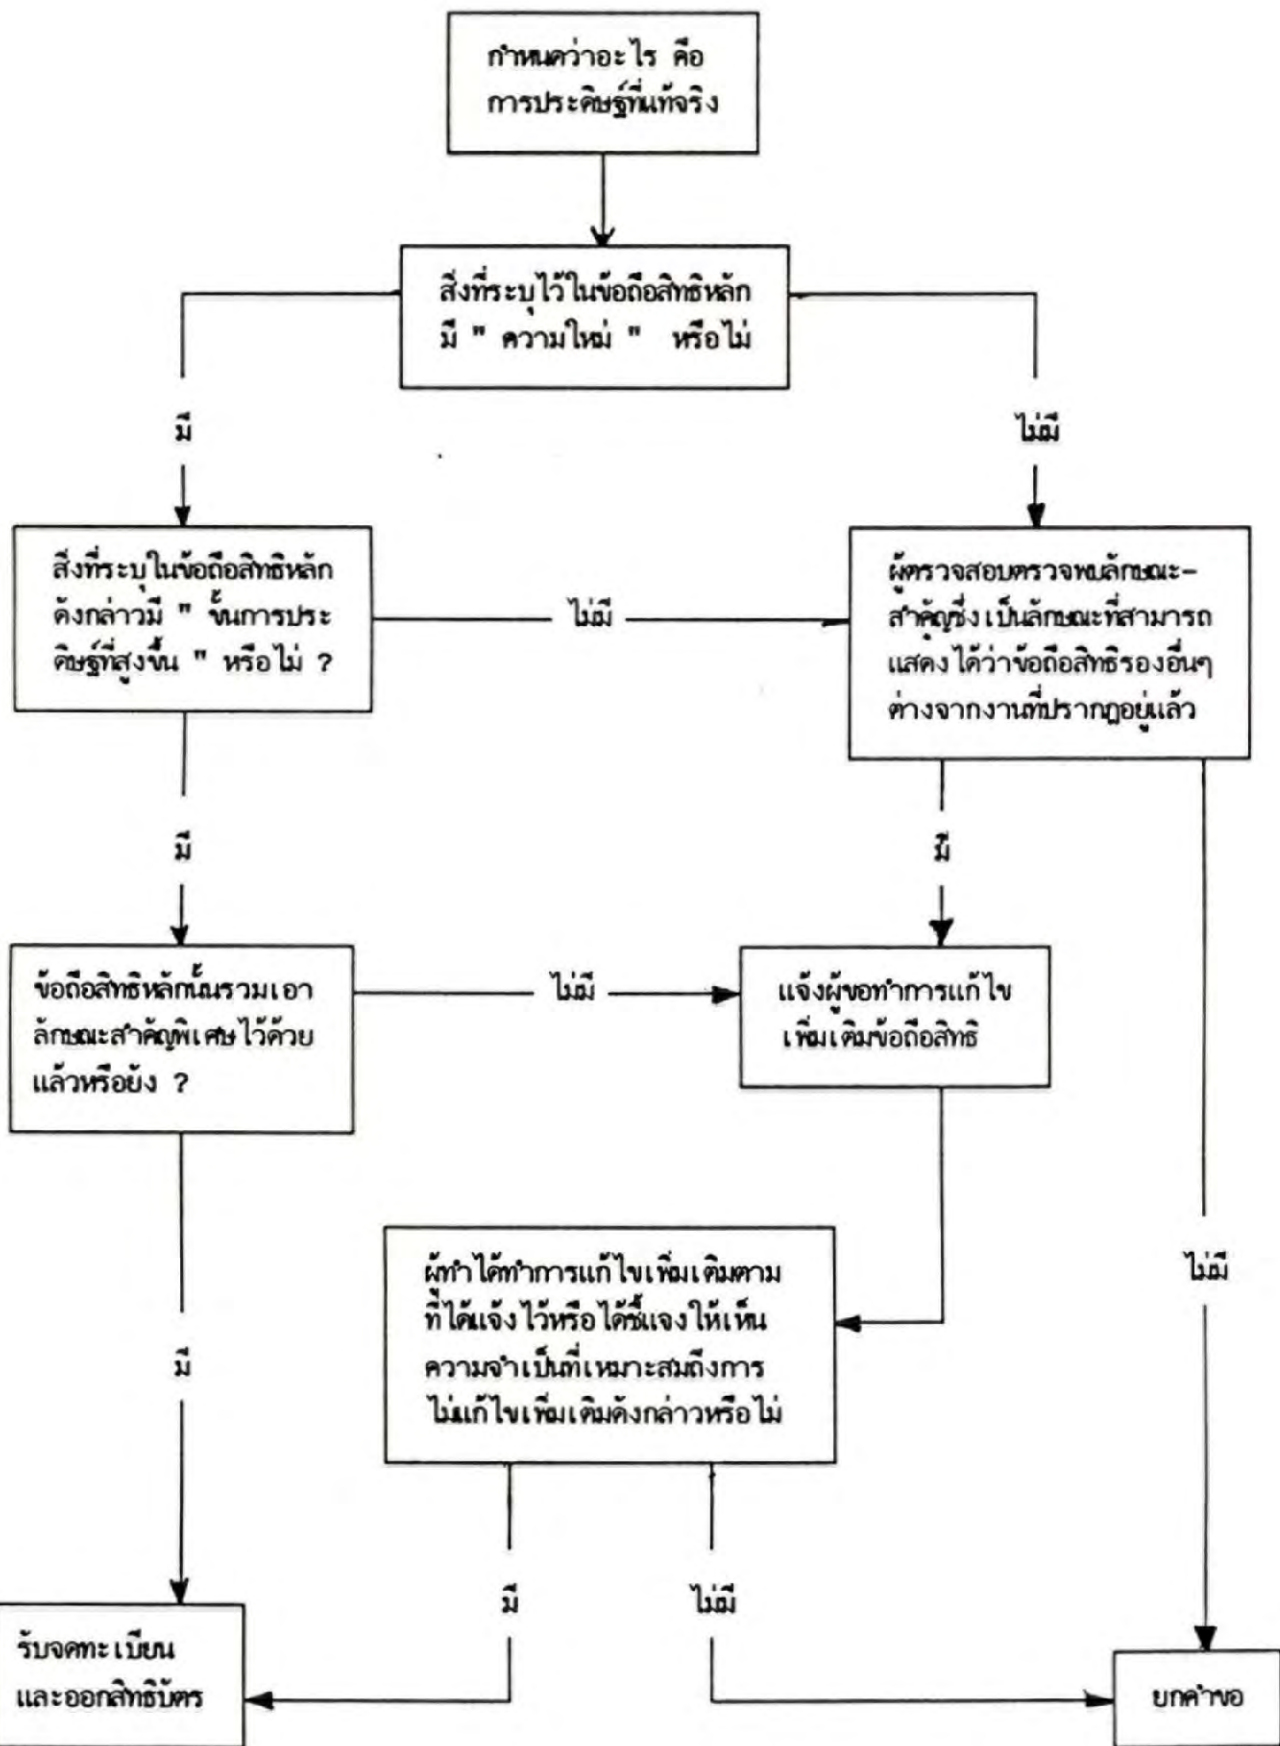 กำหนดว่าอะไร คือ
การประดิษฐ์ที่แท้จริง
สิ่งที่ระบุไว้ในข้อถือสิทธิหลัก
มี " ความใหม่ " หรือไม่
มี
ไม่มี
สิ่งที่ระบุในข้อถือสิทธิหลัก
ดังกล่าวมี " ขั้นการประ
ดิษฐ์ที่สูงขึ้น " หรือไม่ ?
ไม่มี
ผู้ตรวจสอบตรวจพบลักษณะ-
สำคัญซึ่งเป็นลักษณะที่สามารถ
แสดงได้ว่าข้อถือสิทธิรองอื่นๆ
ต่างจากงานที่ปรากฏอยู่แล้ว
มี
มี
ข้อถือสิทธิหลักนั้นรวมเอา
ลักษณะสำคัญพิเศษไว้ด้วย
แล้วหรือยัง ?
ไม่มี
แจ้งผู้ขอทำการแก้ไข
เพิ่มเติมข้อถือสิทธิ
ผู้ทำได้ทำการแก้ไขเพิ่มเติมตาม
ที่ได้แจ้งไว้หรือได้ชี้แจงให้เห็น
ความจำเป็นที่เหมาะสมถึงการ
ไม่แก้ไขเพิ่มเติมดังกล่าวหรือไม่
ไม่มี
มี
มี
ไม่มี
รับจดทะเบียน
และออกสิทธิบัตร
ยกคำขอ